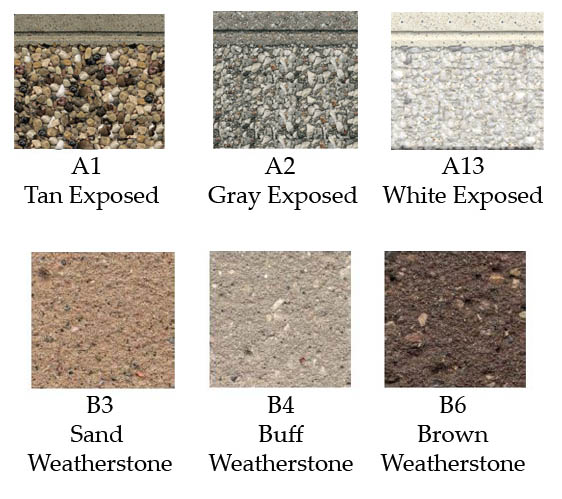 A1
Tan Exposed
A2
Gray Exposed
A13
White Exposed
B3
Sand
Weatherstone
B4
Buff
Weatherstone
B6
Brown
Weatherstone